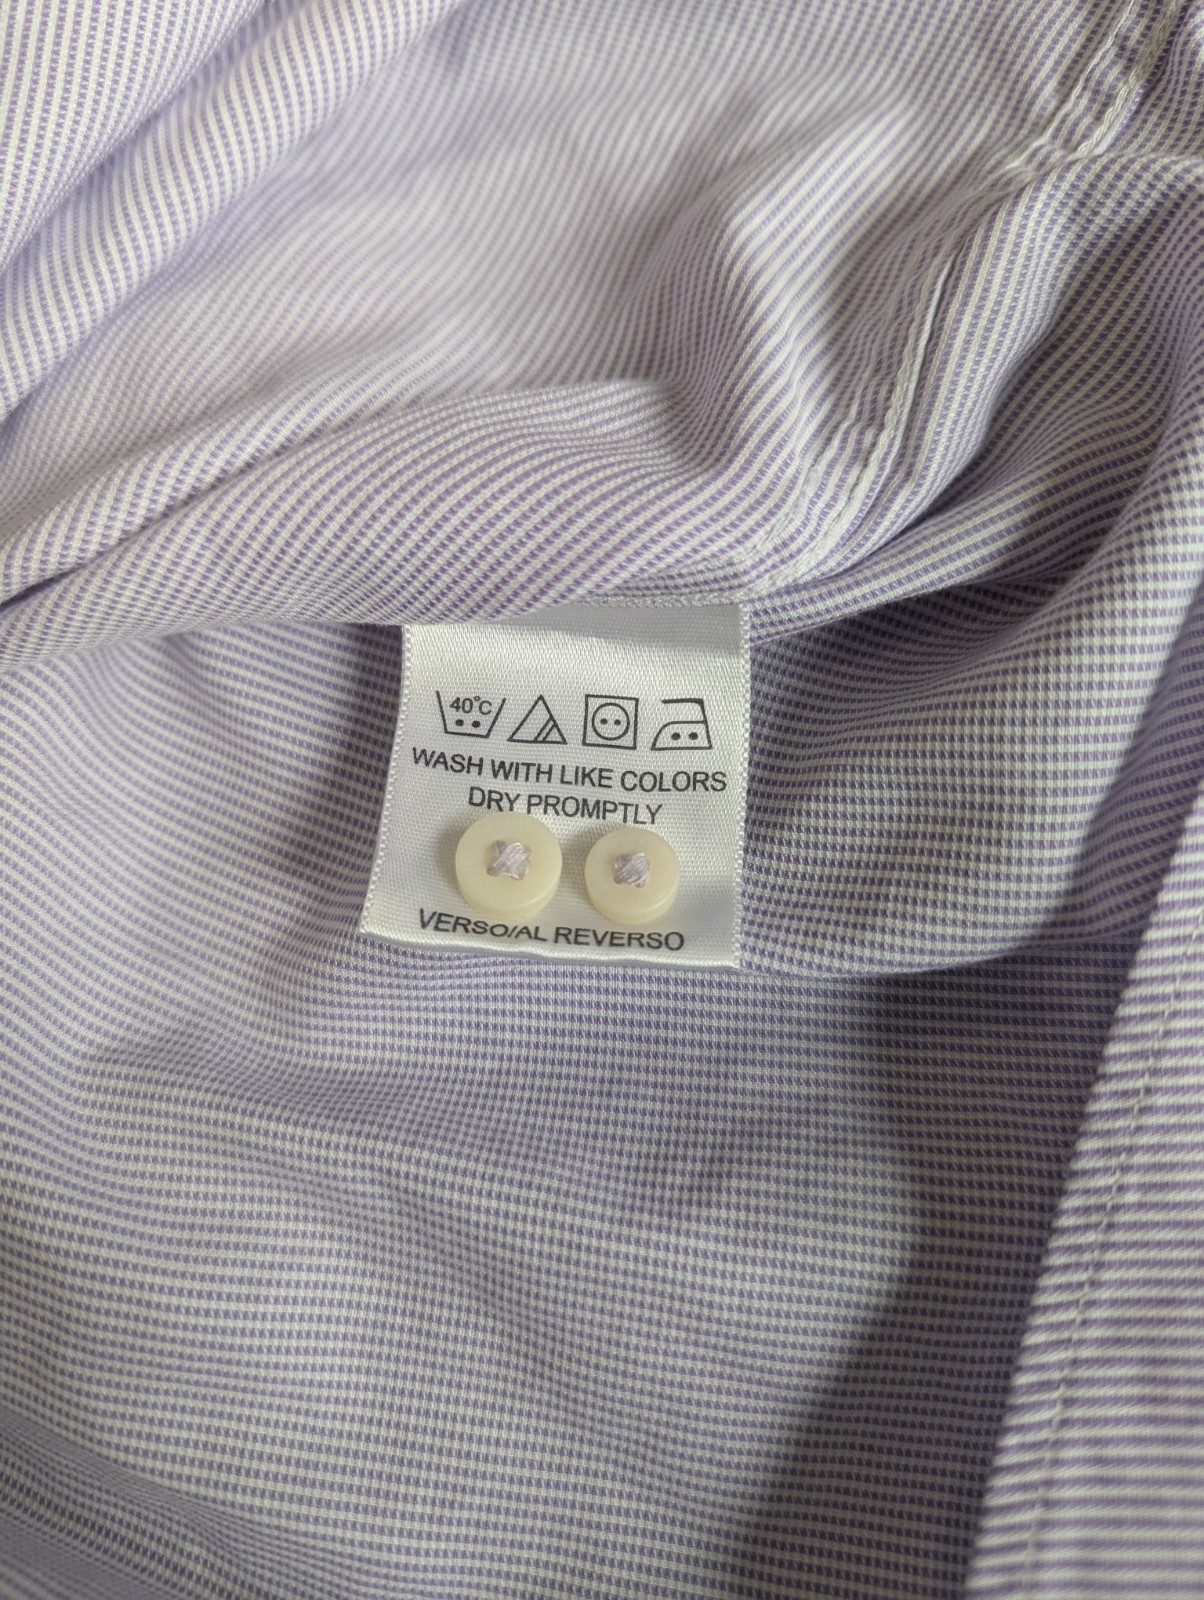 40°C
WASH WITH LIKE COLORS
DRY PROMPTLY
VERSO/AL REVERSO